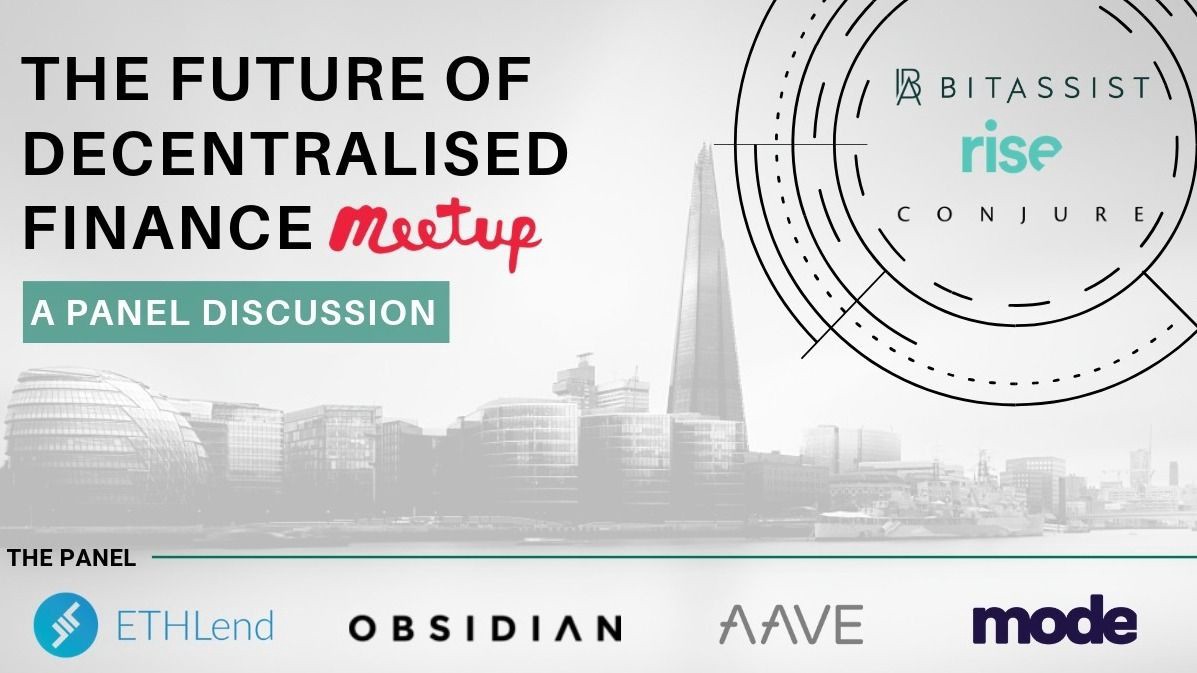 THE FUTURE OF
DECENTRALISED
FINANCE meetup
A PANEL DISCUSSION
BITASSIST
rise
CONJURE
THE PANEL
ETHLend
OBSIDIAN
AAVE
mode